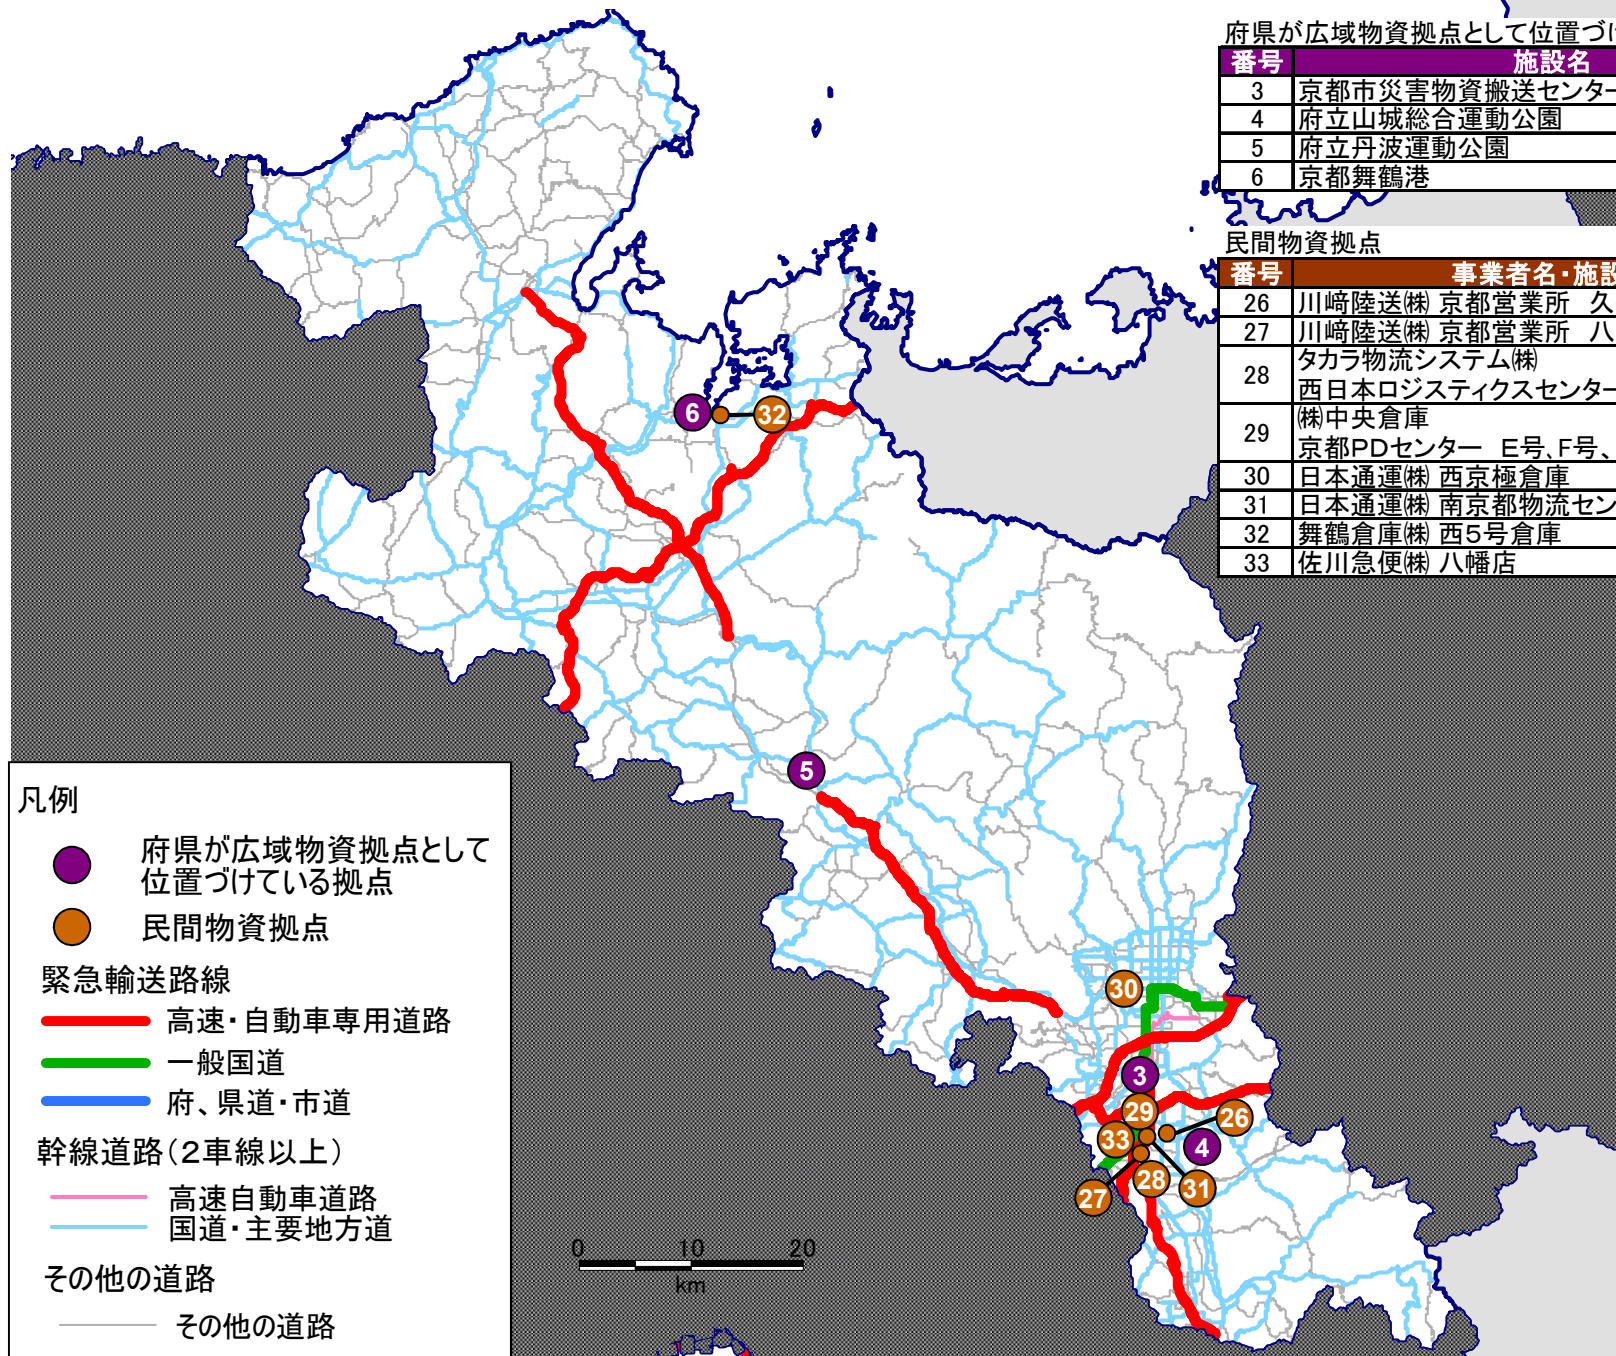 府県が広域物資拠点として位置づけ
番号 施設名
3 京都市災害物資搬送センター
4 府立山城総合運動公園
5 府立丹波運動公園
6 京都舞鶴港
民間物資拠点
番号 事業者名・施設
26 川﨑陸送㈱ 京都営業所 久
27 川﨑陸送㈱ 京都営業所 八
28 タカラ物流システム㈱
西日本ロジスティクスセンター
29 ㈱中央倉庫
京都PDセンター E号、F号、
30 日本通運㈱ 西京極倉庫
31 日本通運㈱ 南京都物流セン
32 舞鶴倉庫㈱ 西5号倉庫
33 佐川急便㈱ 八幡店
6
32
5
30
3
29
26
33
4
28
31
27
凡例
府県が広域物資拠点として
位置づけている拠点
民間物資拠点
緊急輸送路線
高速・自動車専用道路
一般国道
府、県道・市道
幹線道路(2車線以上)
高速自動車道路
国道・主要地方道
その他の道路
その他の道路
0 10 20
km